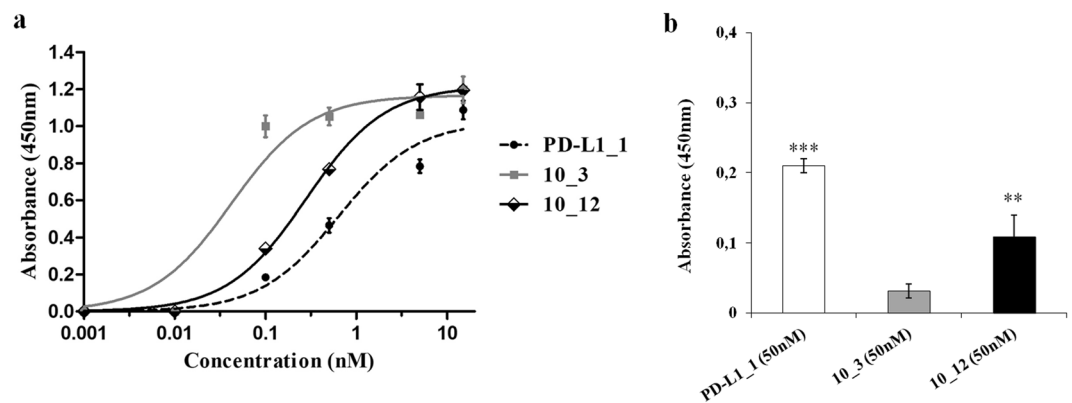 a
b
Absorbance (450nm)
1.4
1.2
1.0
0.8
0.6
0.4
0.2
0.0
0.001
0.01
0.1
1
10
Concentration (nM)
PD-L1_1
10_3
10_12
Absorbance (450nm)
0,4
0,3
0,2
0,1
0
***
**
PD-L1_1 (50nM)
10_3 (50nM)
10_12 (50nM)